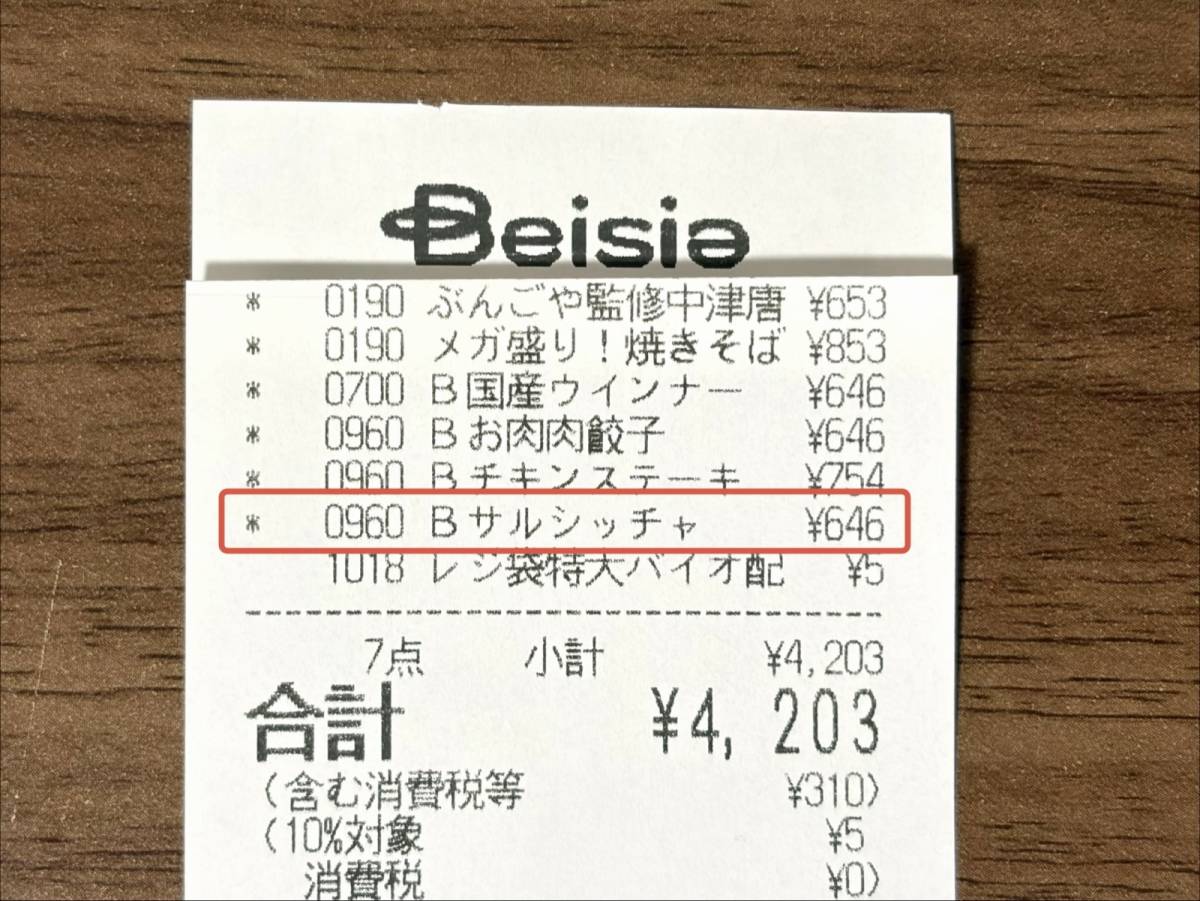 Beisia
* 0190 ぶんごや監修中津唐 ¥653
* 0190 メガ盛り!焼きそば ¥853
* 0700 B国産ウインナー ¥646
* 0960 Bお肉肉餃子 ¥646
* 0960 Bチキンステーキ ¥754
* 0960 Bサルシッチャ ¥646
1018 レジ袋特大バイオ配 ¥5
7点 小計 ¥4,203
合計 ¥4,203
(含む消費税等 ¥310)
(10%対象 ¥5
消費税 ¥0)